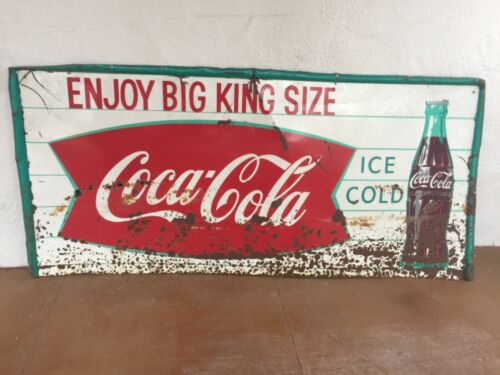 ENJOY BIG KING SIZE
Coca-Cola
ICE
COLD
Coca-Cola